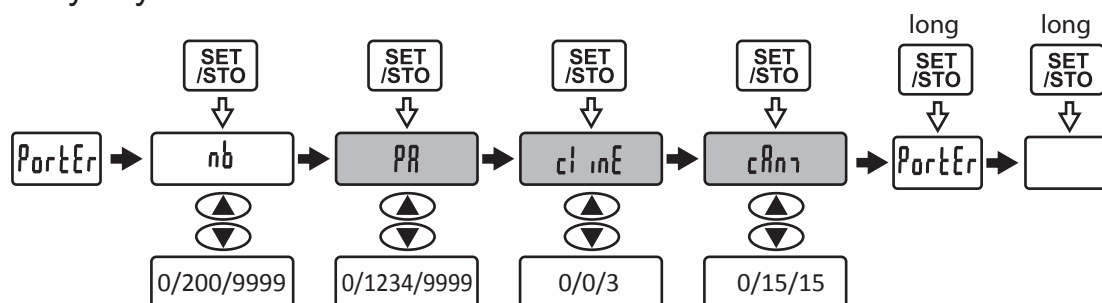 long long
SET /STO SET /STO SET /STO SET /STO SET /STO SET /STO
PortEr nb PA cl inE cAm PortEr
0/200/9999 0/1234/9999 0/0/3 0/15/15